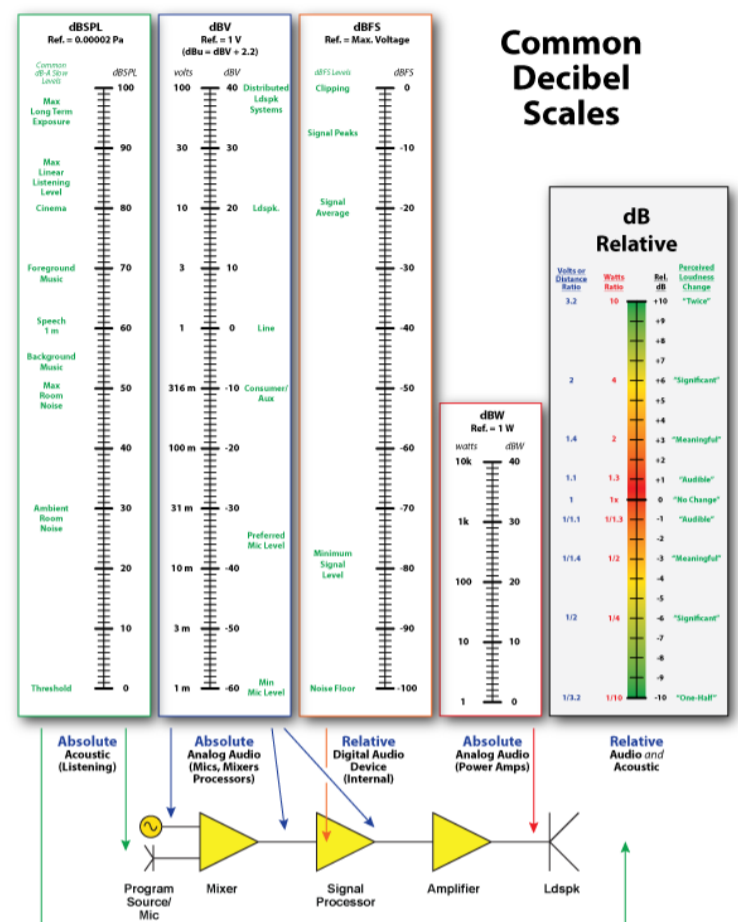 Common
Decibel
Scales
dBSPL
Ref. = 0.00002 Pa
Common
dB-A Slow
Levels
dBSPL
100
Max
Long Term
Exposure
90
Max
Linear
Listening
Level
Cinema 80
Foreground
Music
70
Speech
1 m
60
Background
Music
Max
Room
Noise
50
40
Ambient
Room
Noise
30
20
10
Threshold 0
dBV
Ref. = 1 V
(dBu = dBV + 2.2)
volts dBV
100 40 Distributed
Ldspk
Systems
30 30
10 20 Ldspk.
3 10
1 0 Line
316 m -10 Consumer/
Aux
100 m -20
31 m -30
Preferred
Mic Level
10 m -40
3 m -50
1 m -60 Min
Mic Level
dBFS
Ref. = Max. Voltage
dBFS Levels dBFS
Clipping 0
Signal Peaks
-10
Signal
Average
-20
-30
-40
-50
-60
-70
Minimum
Signal
Level
-80
-90
Noise Floor -100
dBW
Ref. = 1 W
watts dBW
10k 40
1k 30
100 20
10 10
1 0
dB
Relative
Volts or
Distance
Ratio
Watts
Ratio
Rel.
dB
Perceived
Loudness
Change
3.2 10 +10 "Twice"
+9
+8
+7
2 4 +6 "Significant"
+5
+4
1.4 2 +3 "Meaningful"
+2
1.1 1.3 +1 "Audible"
1 1x 0 "No Change"
1/1.1 1/1.3 -1 "Audible"
-2
1/1.4 1/2 -3 "Meaningful"
-4
-5
1/2 1/4 -6 "Significant"
-7
-8
-9
1/3.2 1/10 -10 "One-Half"
Absolute
Acoustic
(Listening)
Absolute
Analog Audio
(Mics, Mixers
Processors)
Relative
Digital Audio
Device
(Internal)
Absolute
Analog Audio
(Power Amps)
Relative
Audio and
Acoustic
Program
Source/
Mic
Mixer
Signal
Processor
Amplifier
Ldspk